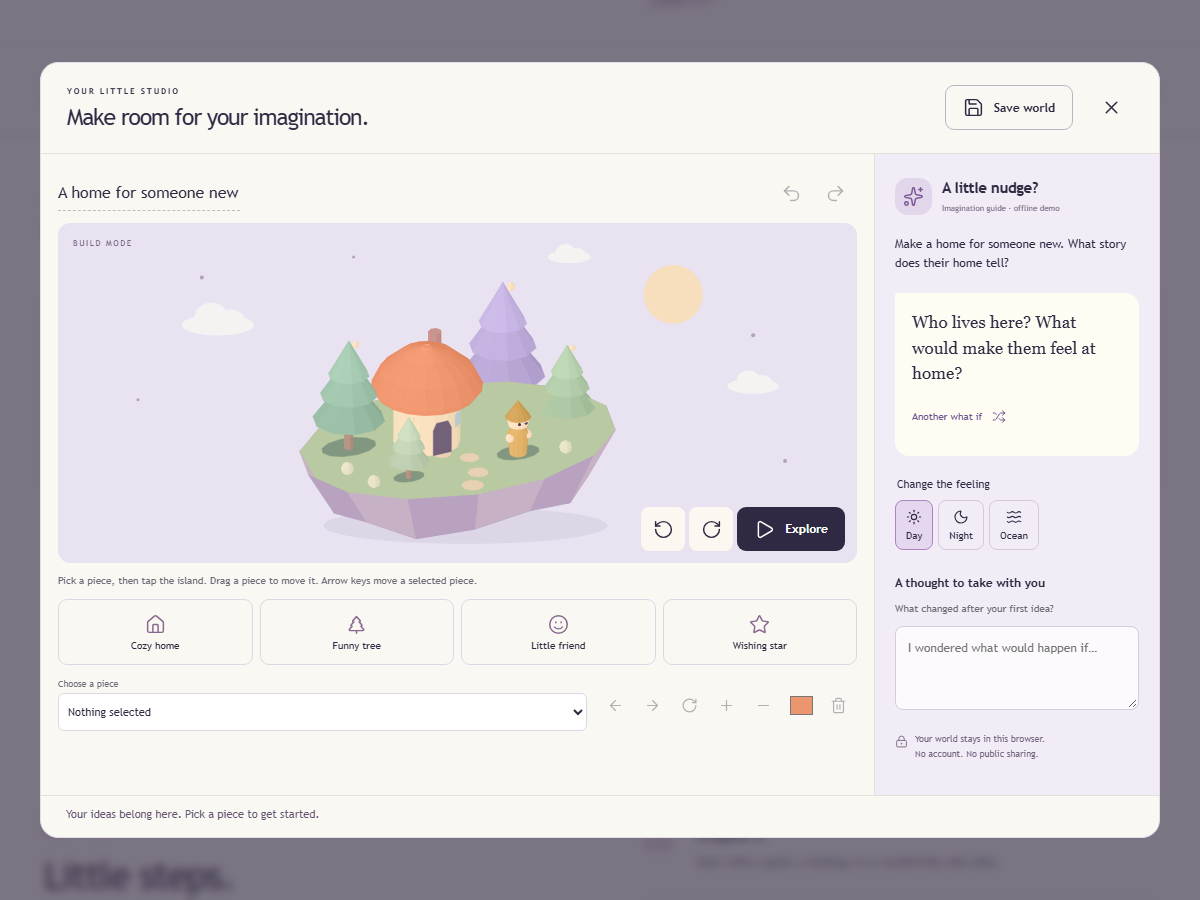 YOUR LITTLE STUDIO
Make room for your imagination.
Save world
A home for someone new
BUILD MODE
Explore
Pick a piece, then tap the island. Drag a piece to move it. Arrow keys move a selected piece.
Cozy home
Funny tree
Little friend
Wishing star
Choose a piece
Nothing selected
A little nudge?
Imagination guide · offline demo
Make a home for someone new. What story
does their home tell?
Who lives here? What
would make them feel at
home?
Another what if
Change the feeling
Day
Night
Ocean
A thought to take with you
What changed after your first idea?
I wondered what would happen if...
Your world stays in this browser.
No account. No public sharing.
Your ideas belong here. Pick a piece to get started.
Little steps.